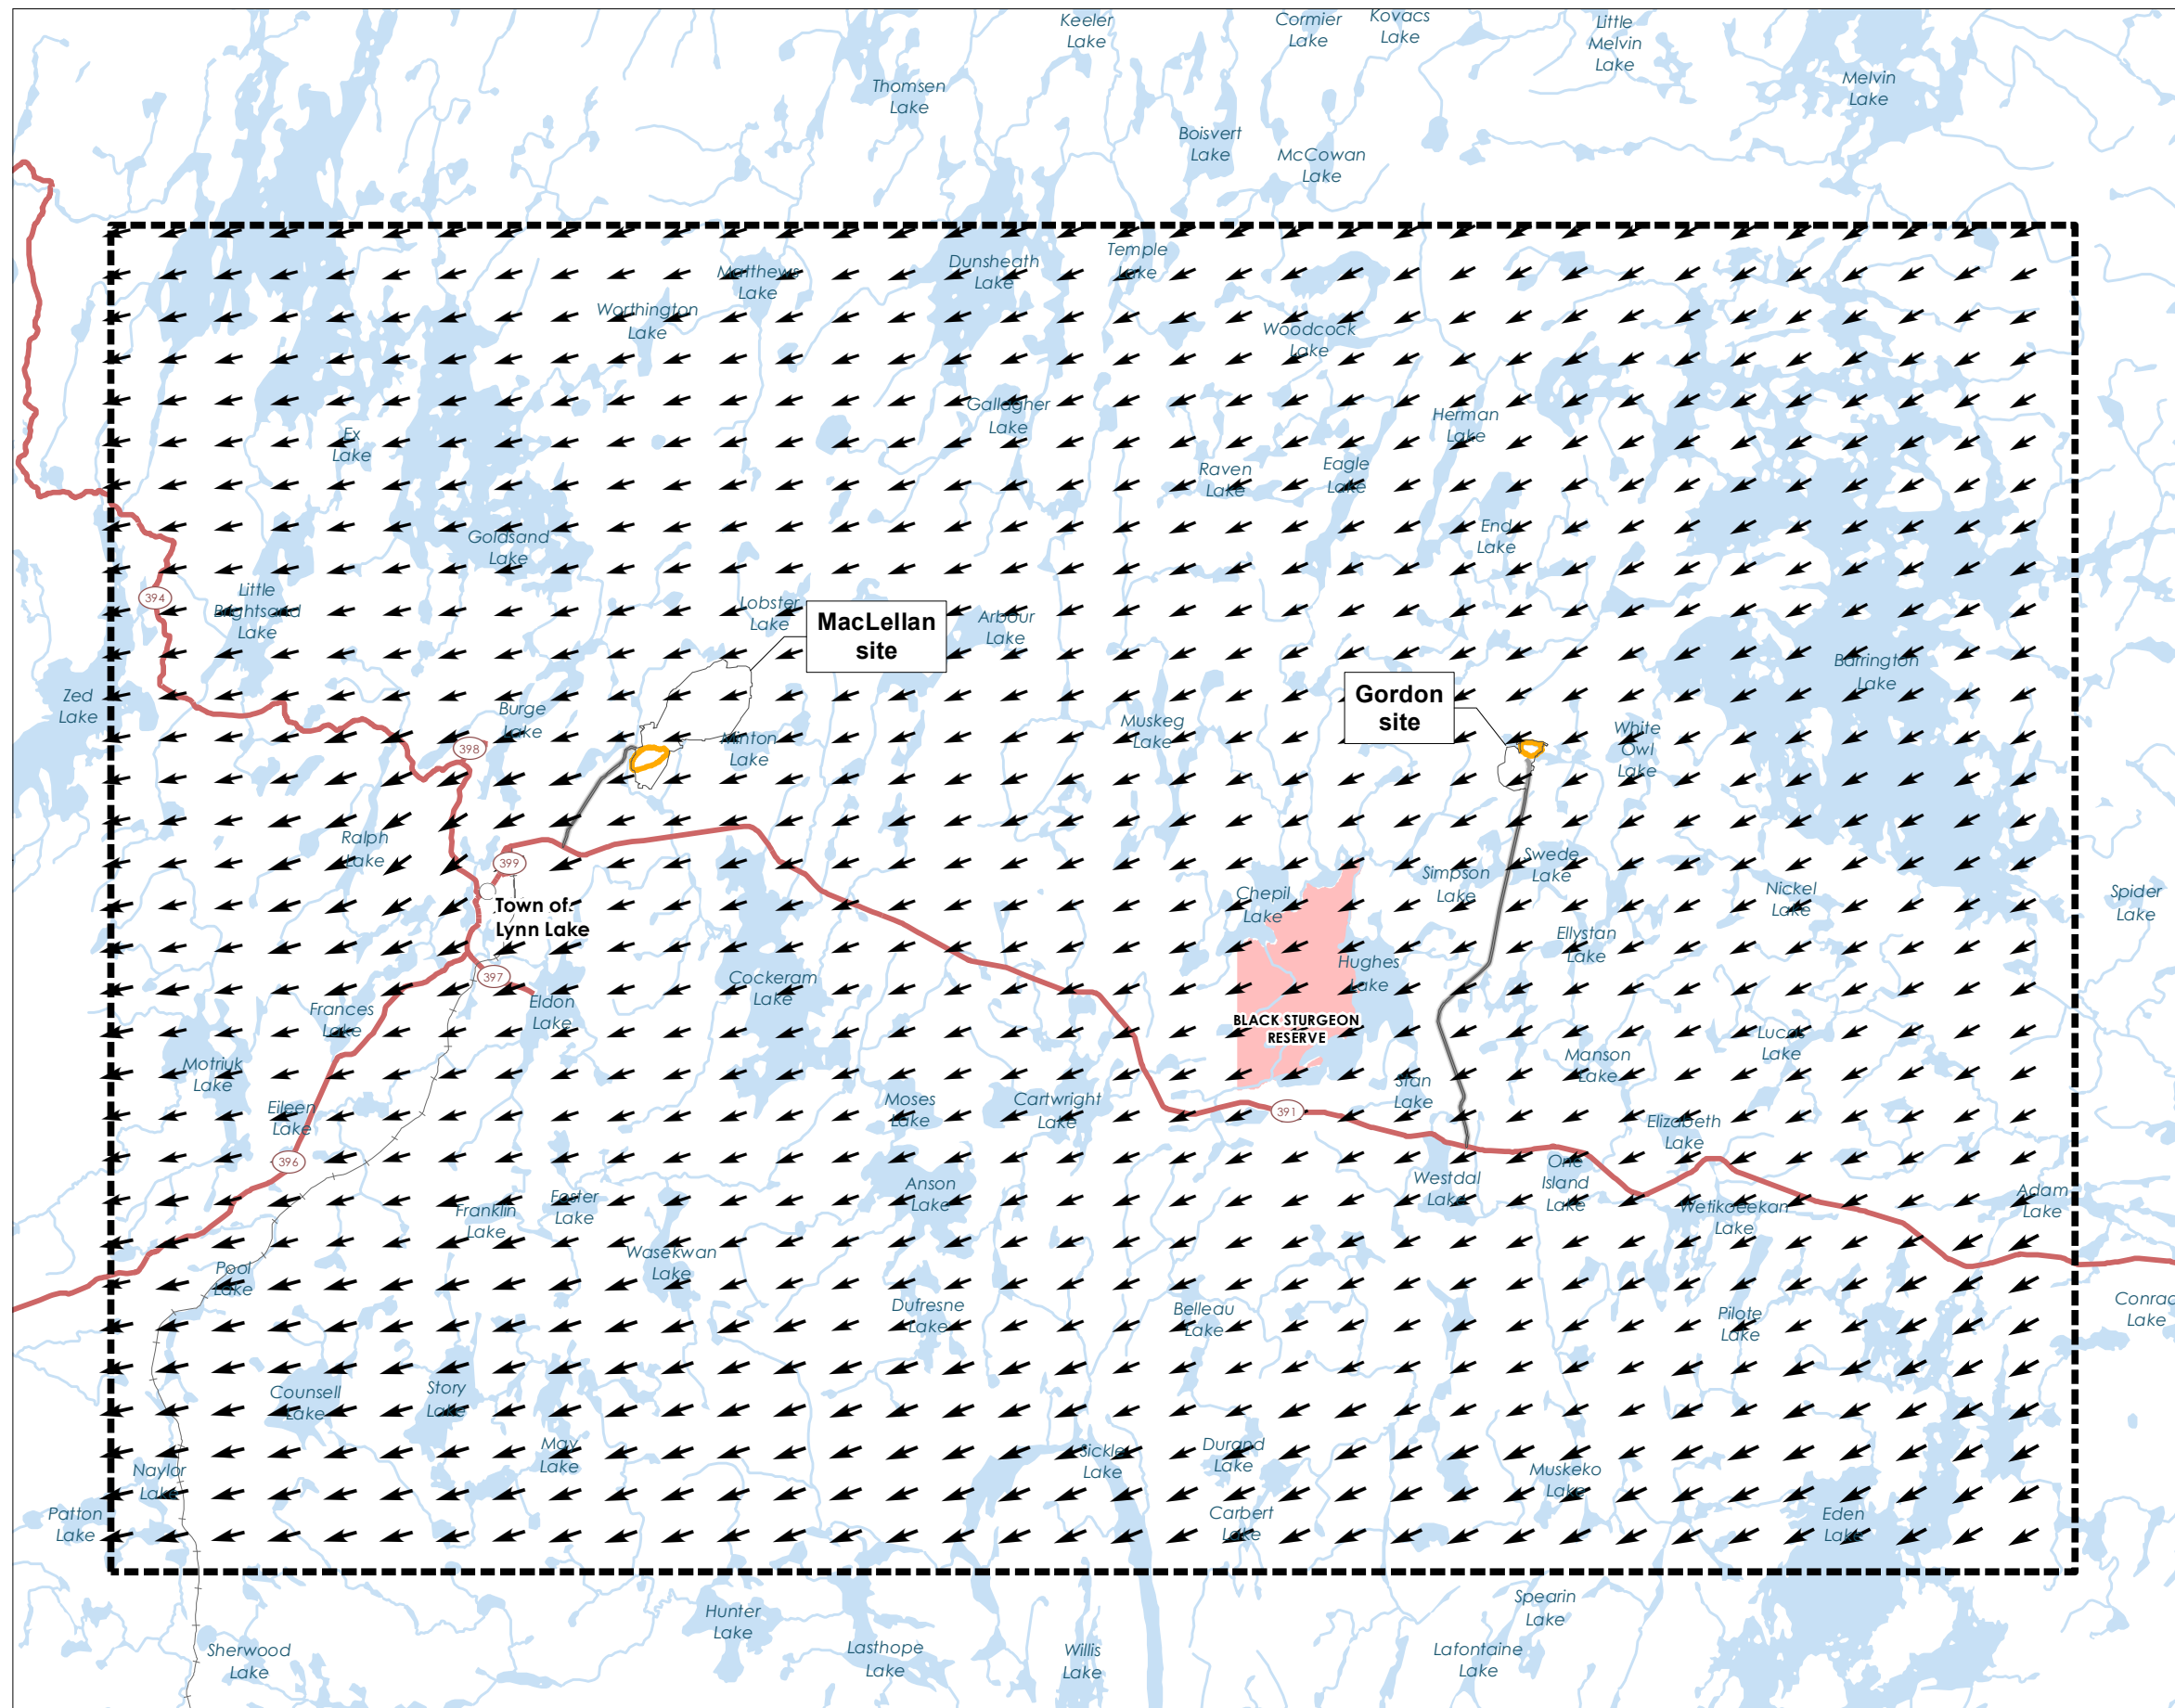 Keeler
Lake
Cormier
Lake
Kovacs
Lake
Little
Melvin
Lake
Melvin
Lake
Thomsen
Lake
Boisvert
Lake
McCowan
Lake
Temple
Lake
Dunsheath
Lake
Matthews
Lake
Worthington
Lake
Woodcock
Lake
Gallagher
Lake
Herman
Lake
Ex
Lake
Raven
Lake
Eagle
Lake
End
Lake
Goldsand
Lake
394
Little
Brightsand
Lake
Lobster
Lake
MacLellan
site
Arbour
Lake
Barrington
Lake
Gordon
site
Zed
Lake
Burge
Lake
398
Minton
Lake
Muskeg
Lake
White
Owl
Lake
Ralph
Lake
399
Swede
Lake
Simpson
Lake
Chepil
Lake
Nickel
Lake
Spider
Lake
Town of
Lynn Lake
Ellystan
Lake
Hughes
Lake
397
Cockeram
Lake
Eldon
Lake
Frances
Lake
BLACK STURGEON
RESERVE
Lucas
Lake
Manson
Lake
Motriuk
Lake
Stan
Lake
Moses
Lake
Cartwright
Lake
Eileen
Lake
391
Elizabeth
Lake
396
One
Island
Lake
Westdal
Lake
Anson
Lake
Adam
Lake
Foster
Lake
Franklin
Lake
Wetikoeekan
Lake
Wasekwan
Lake
Pool
Lake
Dufresne
Lake
Belleau
Lake
Pilote
Lake
Conrad
Lake
Counsell
Lake
Story
Lake
May
Lake
Sickle
Lake
Durand
Lake
Naylor
Lake
Muskeko
Lake
Patton
Lake
Carbert
Lake
Eden
Lake
Hunter
Lake
Spearin
Lake
Sherwood
Lake
Lasthope
Lake
Willis
Lake
Lafontaine
Lake